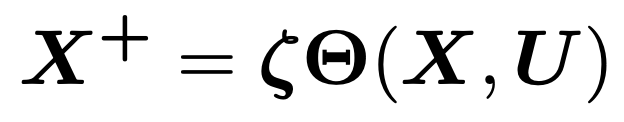 X⁺ = ζΘ(X, U)